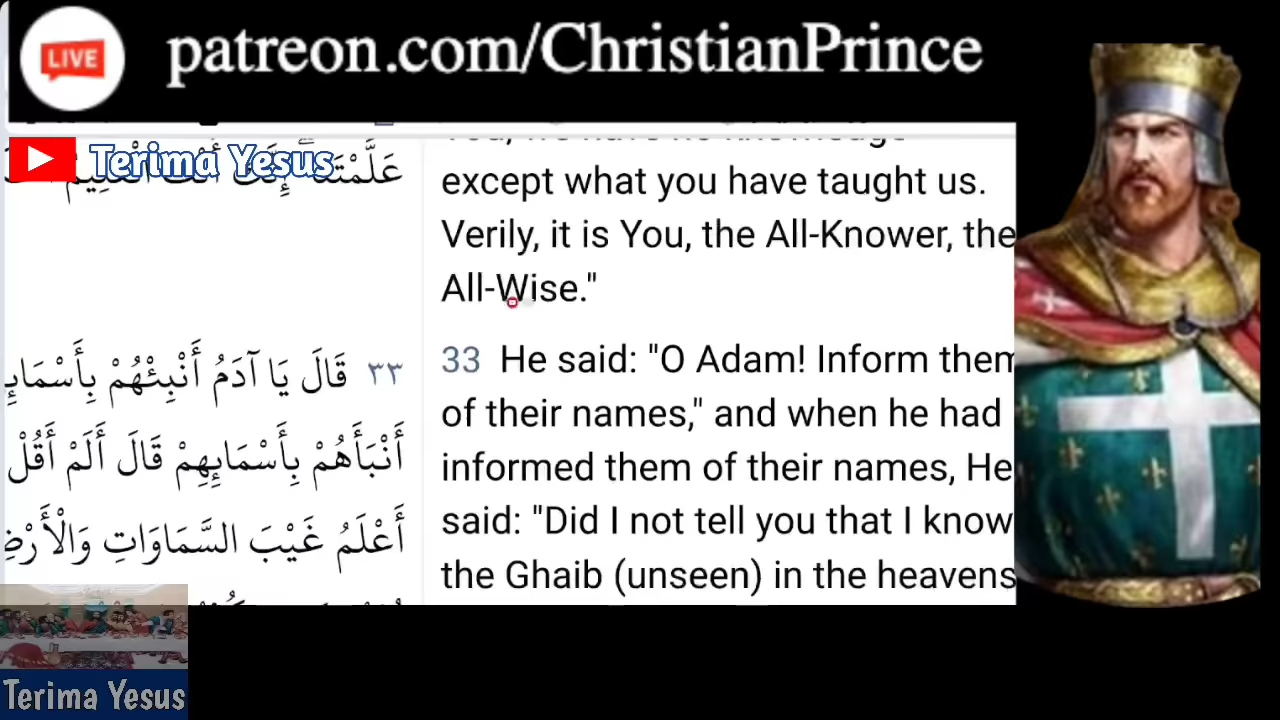 LIVE
patreon.com/ChristianPrince
Terima Yesus
except what you have taught us.
Verily, it is You, the All-Knower, the
All-Wise."
٣٣ قَالَ يَا آدَمُ أَنْبِئْهُمْ
أَنْبَأَهُمْ بِأَسْمَائِهِمْ قَالَ أَلَمْ أَقُلْ
أَعْلَمُ غَيْبَ السَّمَاوَاتِ
33 He said: "O Adam! Inform them
of their names," and when he had
informed them of their names, He
said: "Did I not tell you that I know
the Ghaib (unseen) in the heavens
Terima Yesus